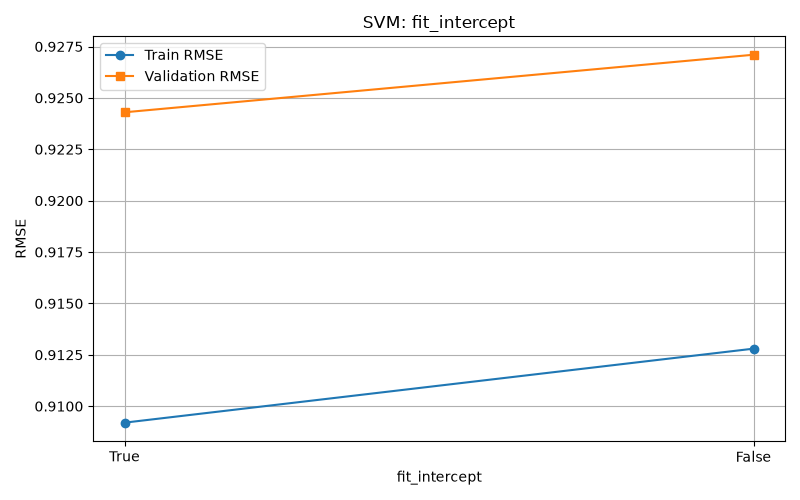 SVM: fit_intercept
Train RMSE
Validation RMSE
RMSE
0.9275
0.9250
0.9225
0.9200
0.9175
0.9150
0.9125
0.9100
True
False
fit_intercept